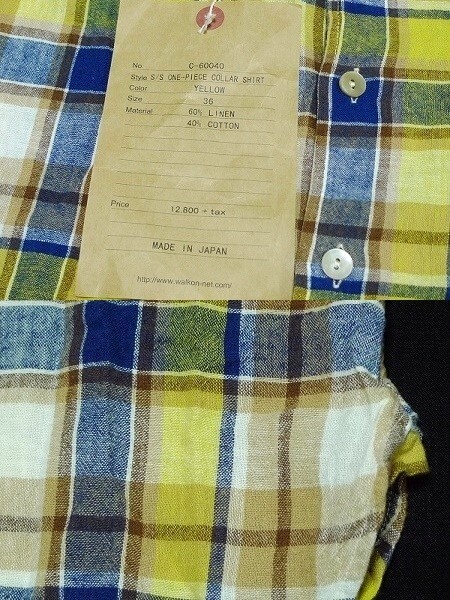 No C-60040
Style S/S ONE-PIECE COLLAR SHIRT
Color YELLOW
Size 36
Material 60% LINEN
40% COTTON
Price 12.800 + tax
MADE IN JAPAN
http://www.walkon-net.com/